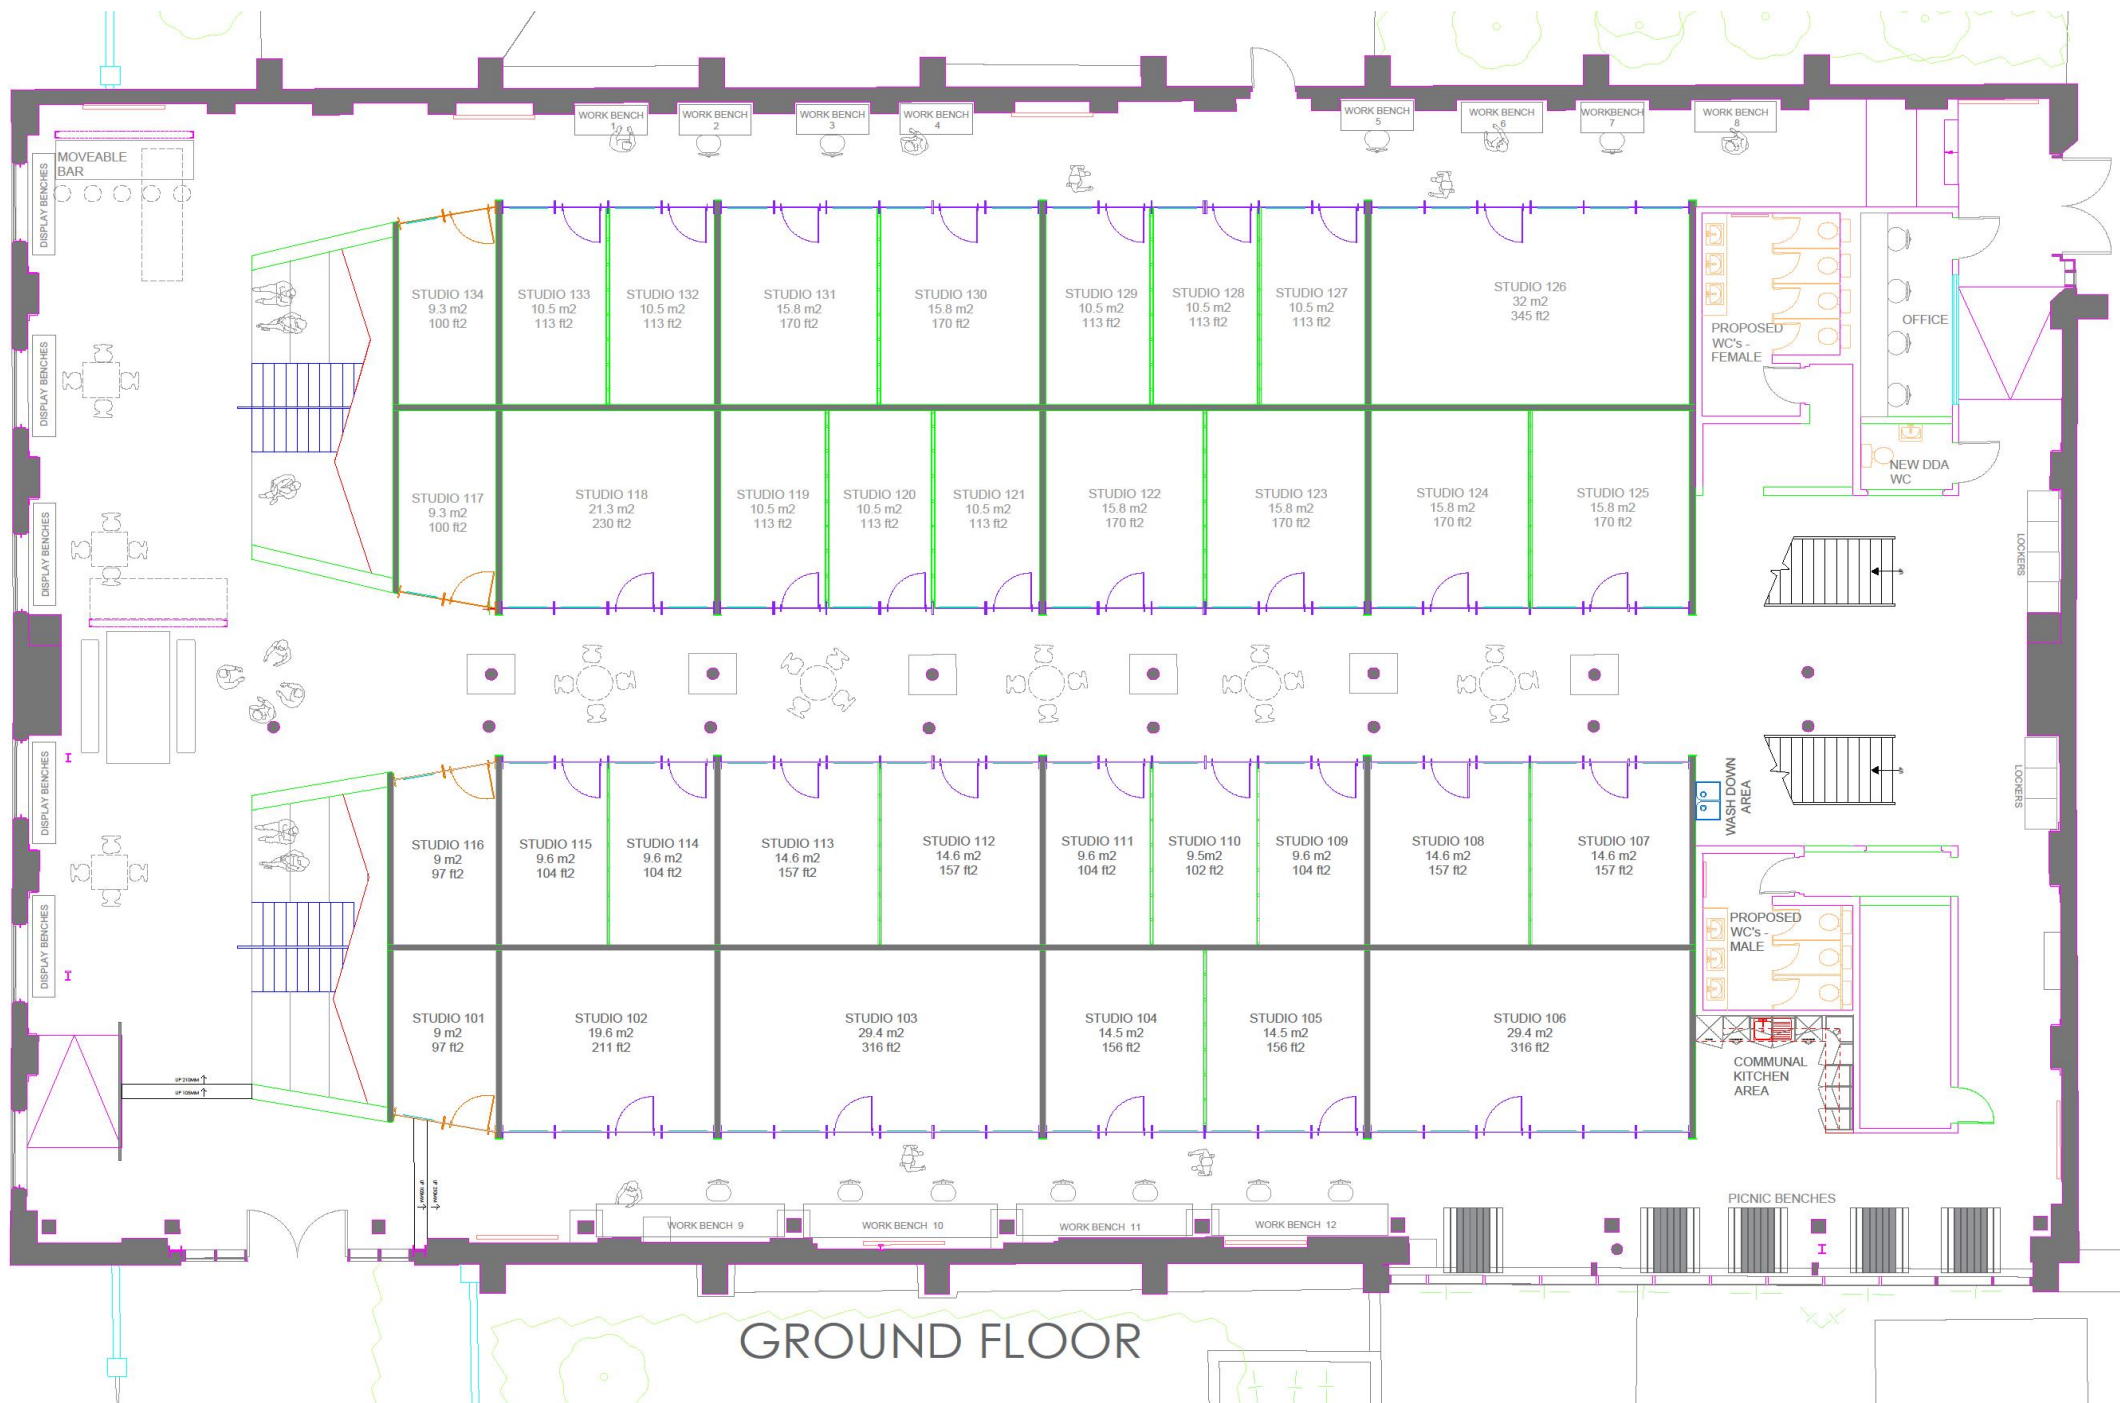 WORK BENCH
1
WORK BENCH
2
WORK BENCH
3
WORK BENCH
4
WORK BENCH
5
WORK BENCH
6
WORKBENCH
7
WORK BENCH
8
MOVEABLE
BAR
DISPLAY BENCHES
DISPLAY BENCHES
DISPLAY BENCHES
DISPLAY BENCHES
DISPLAY BENCHES
STUDIO 134
9.3 m2
100 ft2
STUDIO 133
10.5 m2
113 ft2
STUDIO 132
10.5 m2
113 ft2
STUDIO 131
15.8 m2
170 ft2
STUDIO 130
15.8 m2
170 ft2
STUDIO 129
10.5 m2
113 ft2
STUDIO 128
10.5 m2
113 ft2
STUDIO 127
10.5 m2
113 ft2
STUDIO 126
32 m2
345 ft2
PROPOSED
WC's -
FEMALE
OFFICE
STUDIO 117
9.3 m2
100 ft2
STUDIO 118
21.3 m2
230 ft2
STUDIO 119
10.5 m2
113 ft2
STUDIO 120
10.5 m2
113 ft2
STUDIO 121
10.5 m2
113 ft2
STUDIO 122
15.8 m2
170 ft2
STUDIO 123
15.8 m2
170 ft2
STUDIO 124
15.8 m2
170 ft2
STUDIO 125
15.8 m2
170 ft2
NEW DDA
WC
LOCKERS
LOCKERS
WASH DOWN
AREA
STUDIO 116
9 m2
97 ft2
STUDIO 115
9.6 m2
104 ft2
STUDIO 114
9.6 m2
104 ft2
STUDIO 113
14.6 m2
157 ft2
STUDIO 112
14.6 m2
157 ft2
STUDIO 111
9.6 m2
104 ft2
STUDIO 110
9.5m2
102 ft2
STUDIO 109
9.6 m2
104 ft2
STUDIO 108
14.6 m2
157 ft2
STUDIO 107
14.6 m2
157 ft2
PROPOSED
WC's -
MALE
STUDIO 101
9 m2
97 ft2
STUDIO 102
19.6 m2
211 ft2
STUDIO 103
29.4 m2
316 ft2
STUDIO 104
14.5 m2
156 ft2
STUDIO 105
14.5 m2
156 ft2
STUDIO 106
29.4 m2
316 ft2
COMMUNAL
KITCHEN
AREA
UP 210MM
UP 105MM
PICNIC BENCHES
WORK BENCH 9
WORK BENCH 10
WORK BENCH 11
WORK BENCH 12
GROUND FLOOR